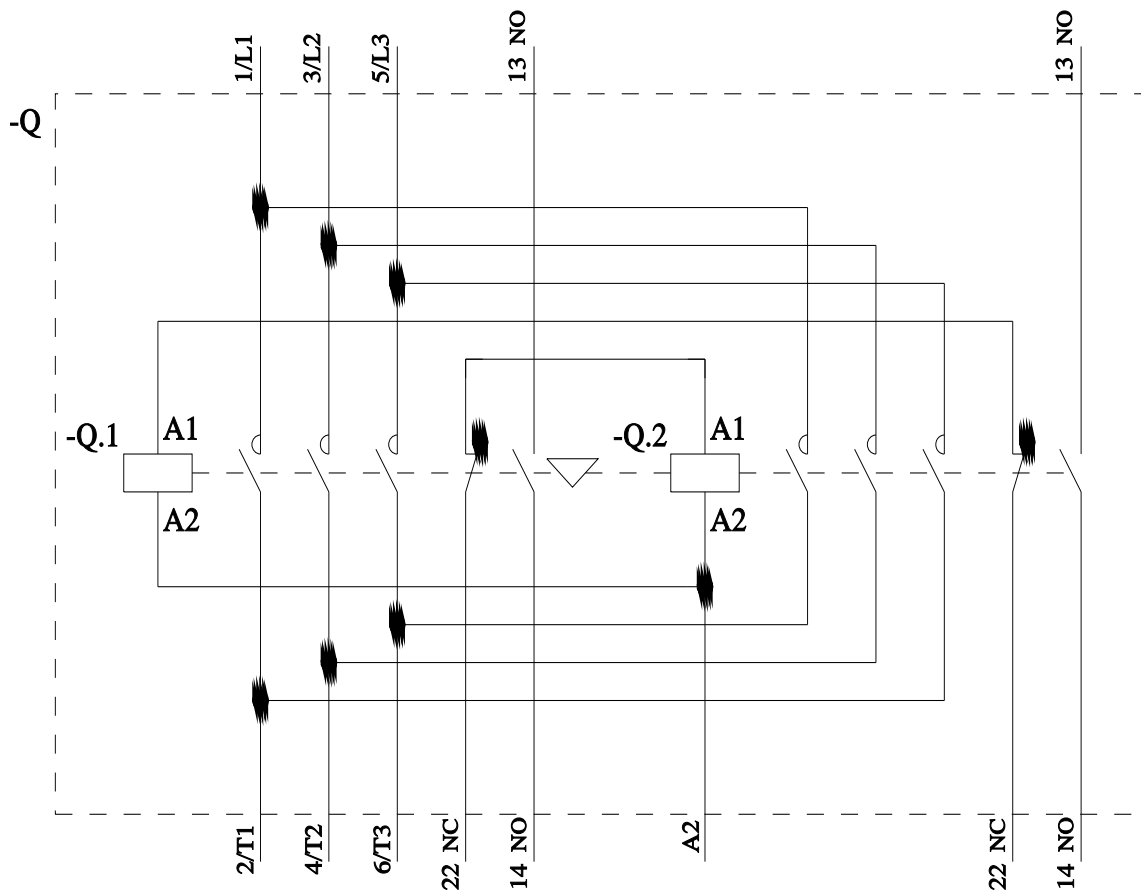 1/L1
3/L2
5/L3
13 NO
13 NO
-Q
-Q.1
A1
A2
-Q.2
A1
A2
2/T1
4/T2
6/T3
22 NC
14 NO
A2
22 NC
14 NO